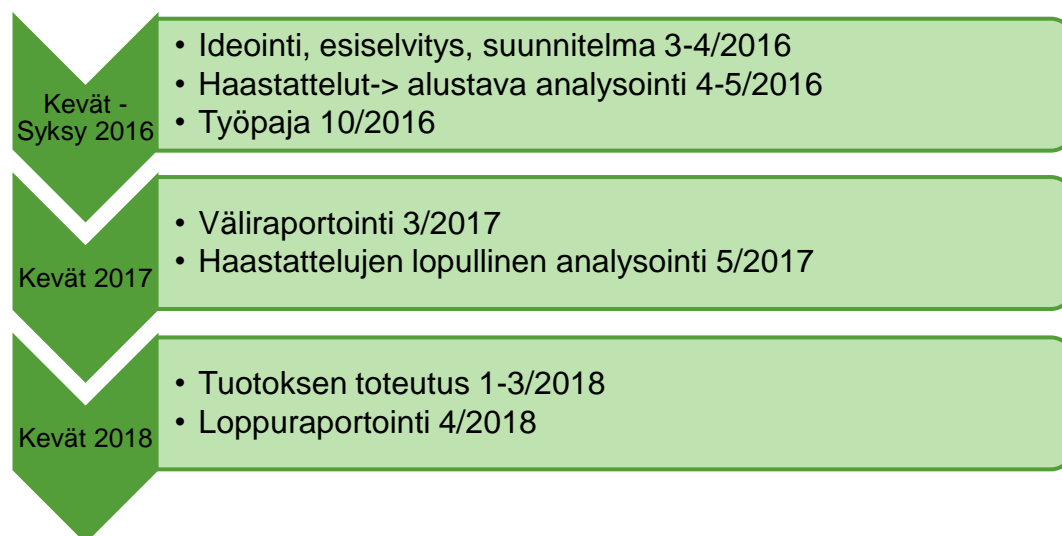 Kevät -
Syksy 2016
• Ideointi, esiselvitys, suunnitelma 3-4/2016
• Haastattelut-> alustava analysointi 4-5/2016
• Työpaja 10/2016
Kevät 2017
• Väliraportointi 3/2017
• Haastattelujen lopullinen analysointi 5/2017
Kevät 2018
• Tuotoksen toteutus 1-3/2018
• Loppuraportointi 4/2018